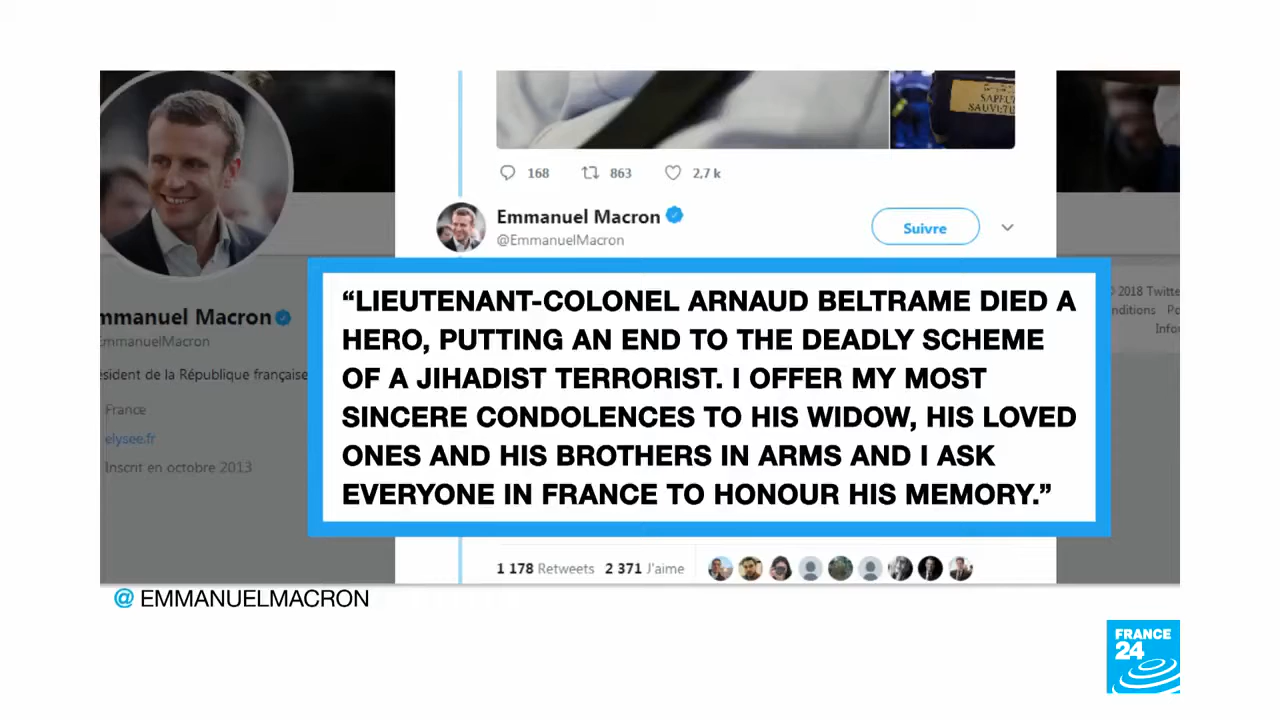 SAUVETU
168 863 2,7 k
Emmanuel Macron
@EmmanuelMacron
Suivre
mmanuel Macron
mmanuelMacron
ésident de la République française
France
elysee.fr
Inscrit en octobre 2013
“LIEUTENANT-COLONEL ARNAUD BELTRAME DIED A
HERO, PUTTING AN END TO THE DEADLY SCHEME
OF A JIHADIST TERRORIST. I OFFER MY MOST
SINCERE CONDOLENCES TO HIS WIDOW, HIS LOVED
ONES AND HIS BROTHERS IN ARMS AND I ASK
EVERYONE IN FRANCE TO HONOUR HIS MEMORY.”
© 2018 Twitte
nditions
Infor
1 178 Retweets 2 371 J'aime
@ EMMANUELMACRON
FRANCE
24